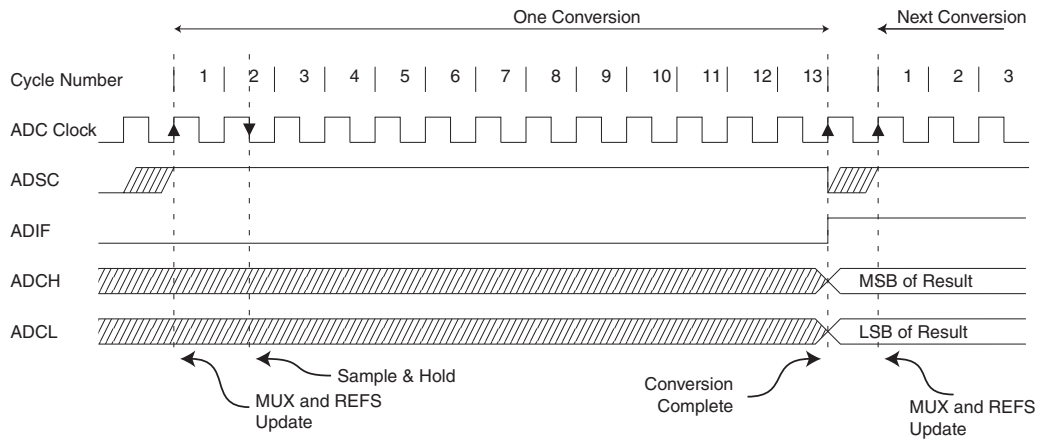 One Conversion
Next Conversion
Cycle Number 1 2 3 4 5 6 7 8 9 10 11 12 13 1 2 3
ADC Clock
ADSC
ADIF
ADCH
MSB of Result
ADCL
LSB of Result
Sample & Hold
MUX and REFS
Update
Conversion
Complete
MUX and REFS
Update